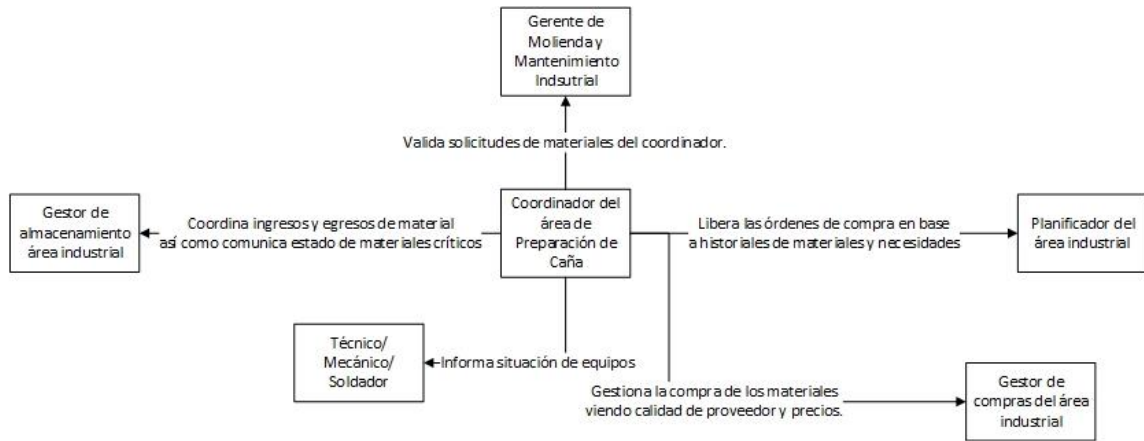 Gerente de
Molienda y
Mantenimiento
Indsutrial
Valida solicitudes de materiales del coordinador.
Gestor de
almacenamiento
área industrial
Coordina ingresos y egresos de material
así como comunica estado de materiales críticos
Coordinador del
área de
Preparación de
Caña
Libera las órdenes de compra en base
a historiales de materiales y necesidades
Planificador del
área industrial
Técnico/
Mecánico/
Soldador
Informa situación de equipos
Gestiona la compra de los materiales
viendo calidad de proveedor y precios.
Gestor de
compras del área
industrial